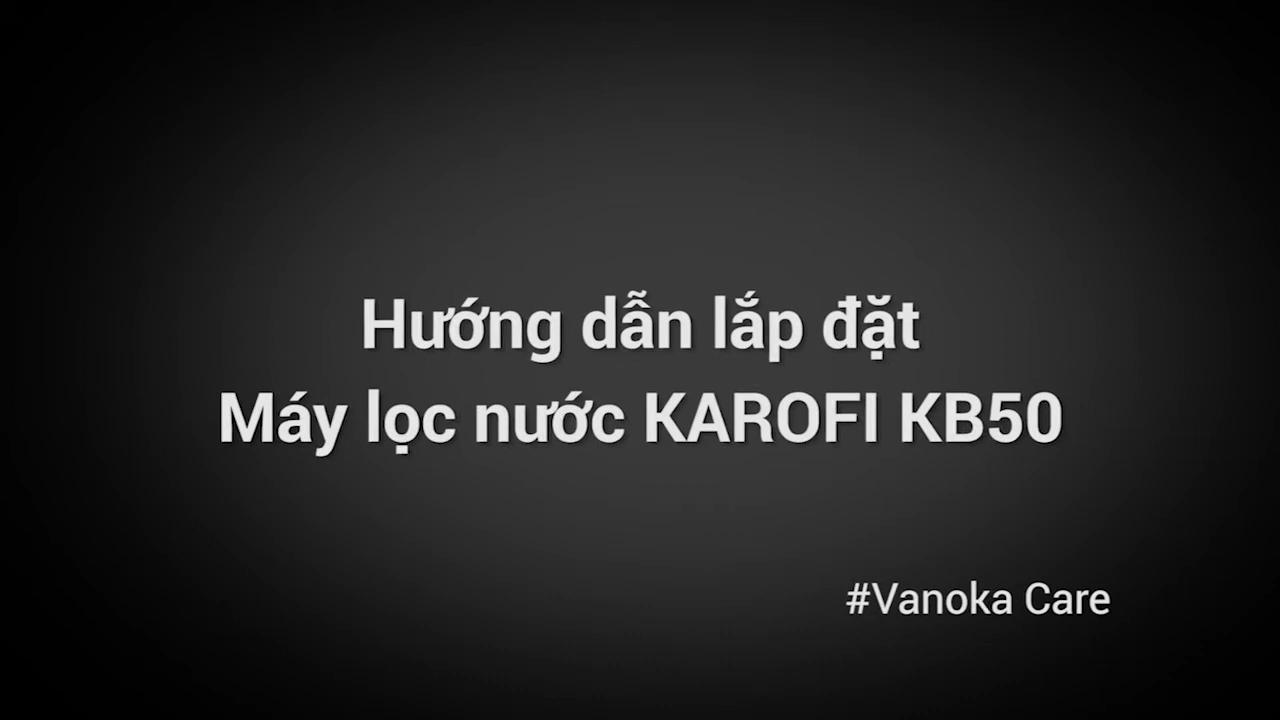 Hướng dẫn lắp đặt
Máy lọc nước KAROFI KB50
#Vanoka Care